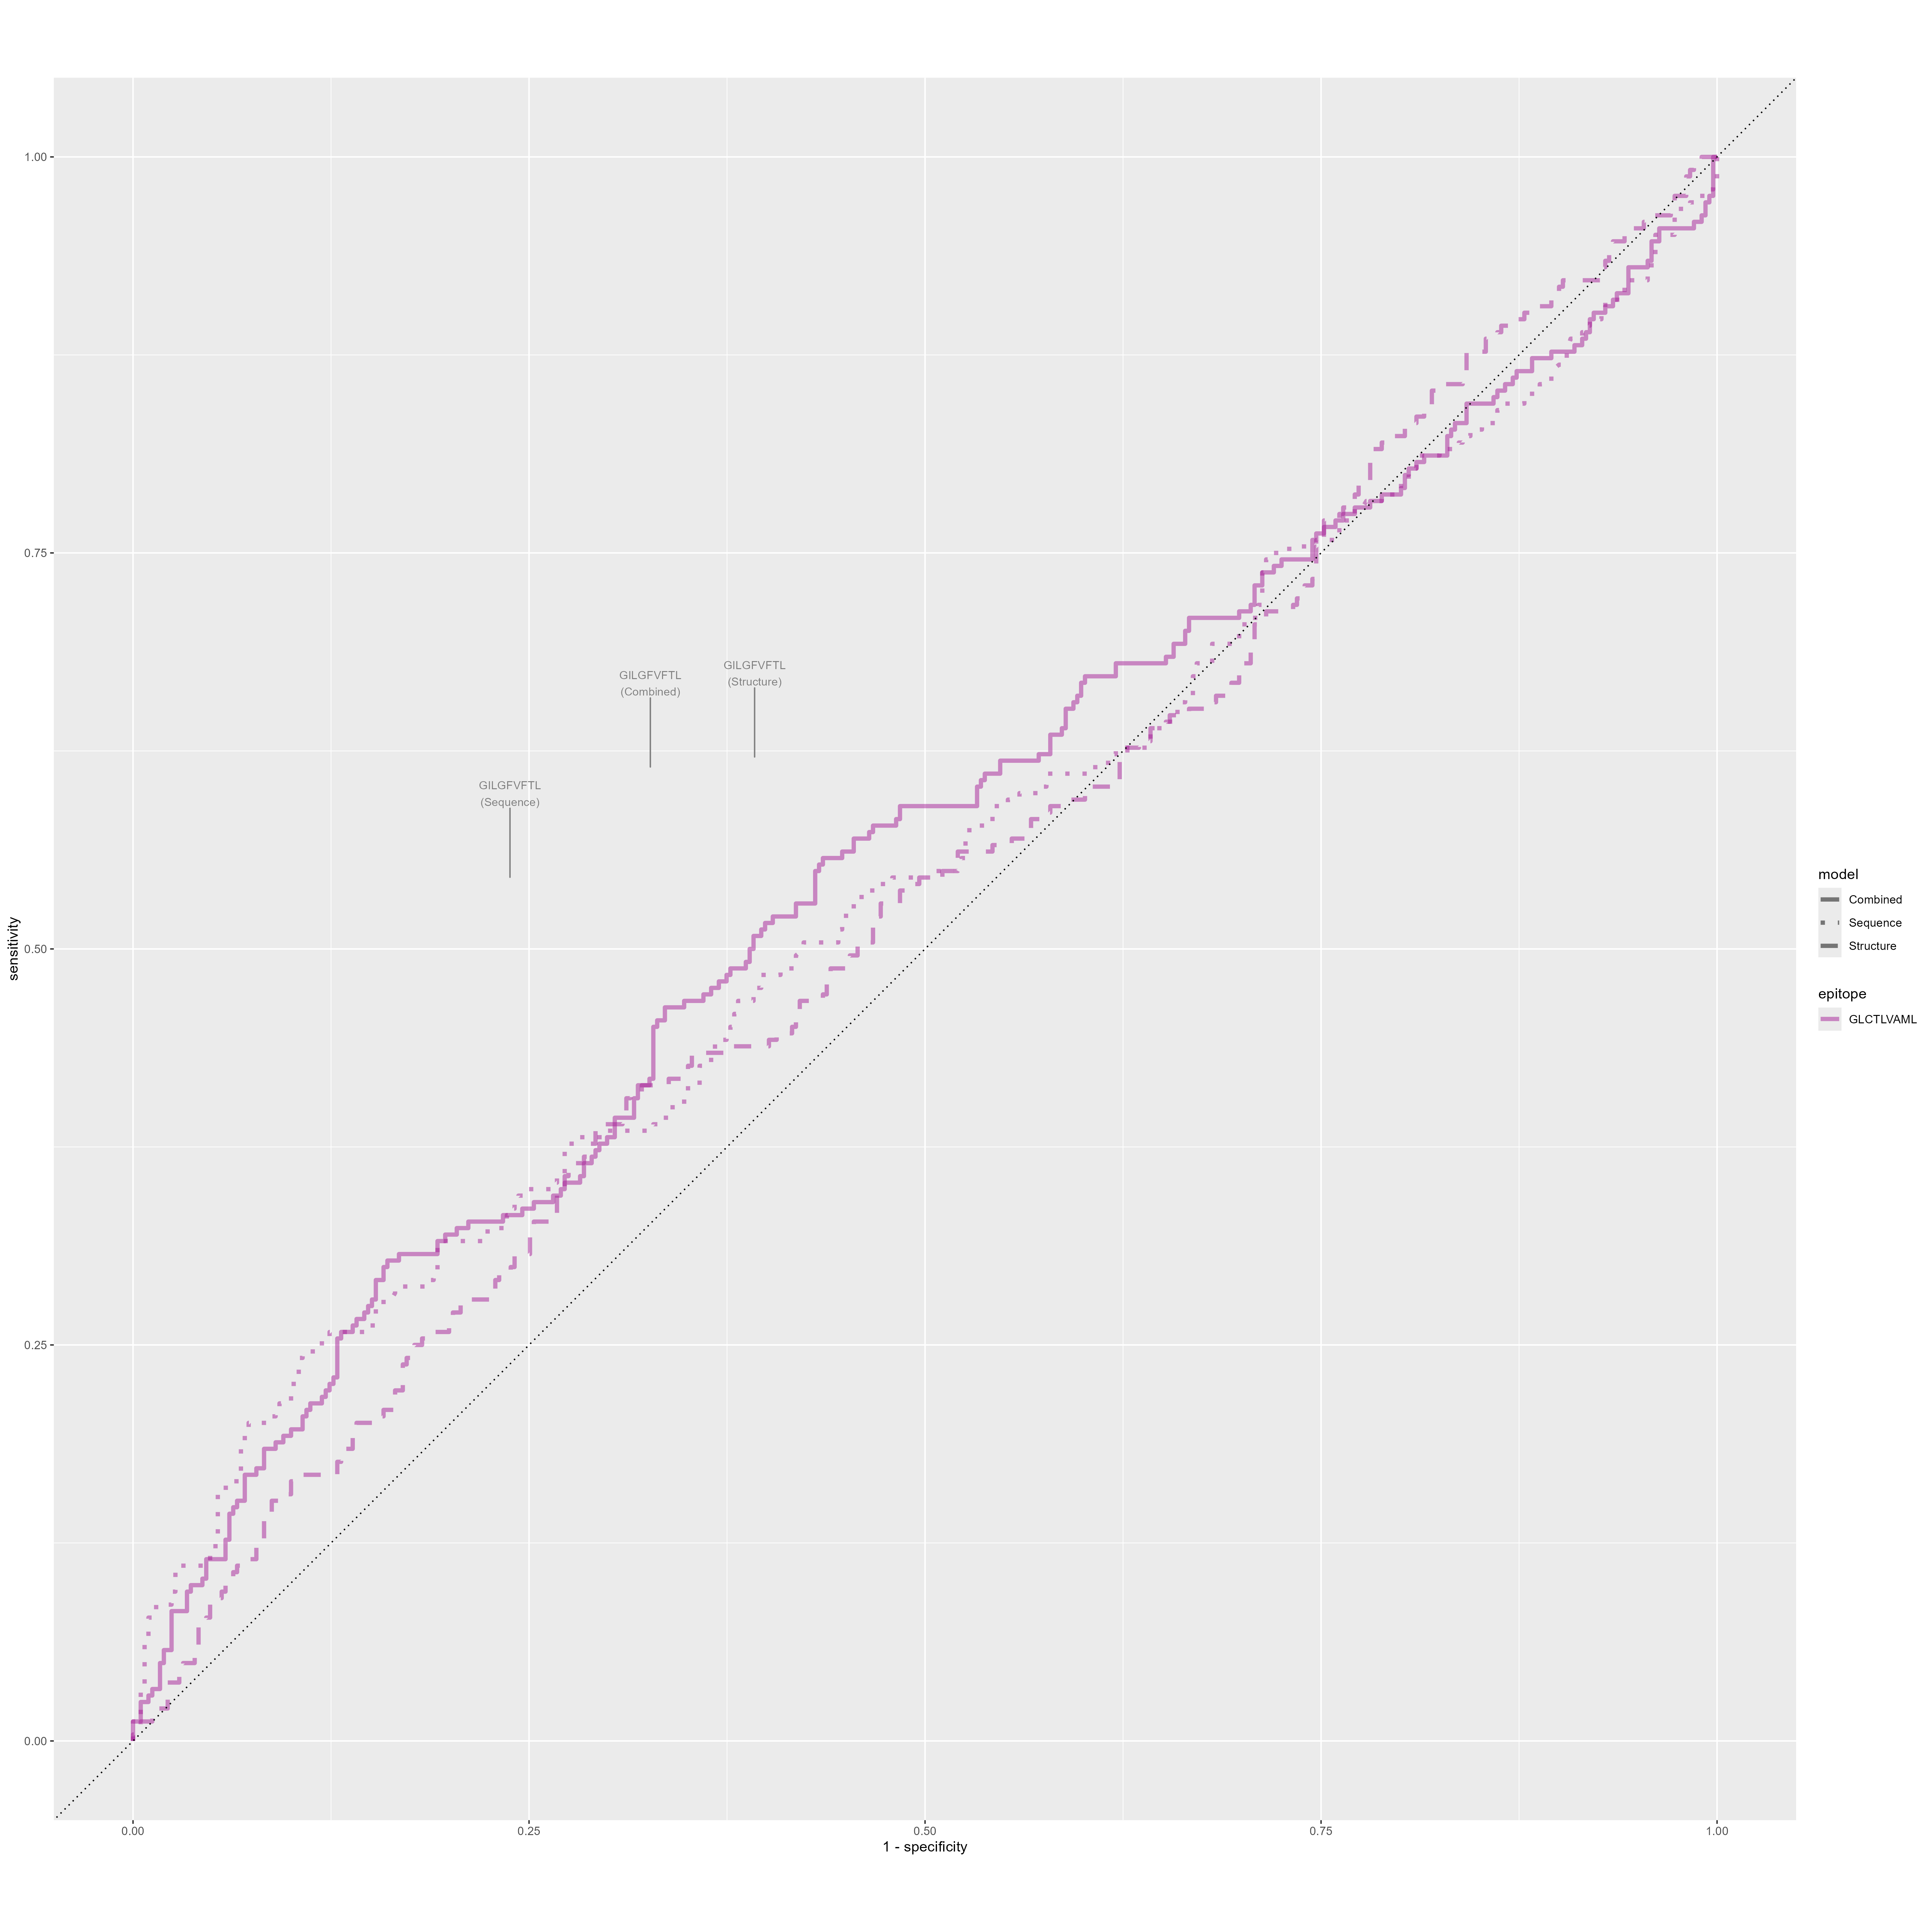 1.00
0.75
0.50
0.25
0.00
sensitivity
GILGFVFTL
(Combined)
GILGFVFTL
(Structure)
GILGFVFTL
(Sequence)
0.00
0.25
0.50
0.75
1.00
1 - specificity
model
Combined
Sequence
Structure
epitope
GLCTLVAML